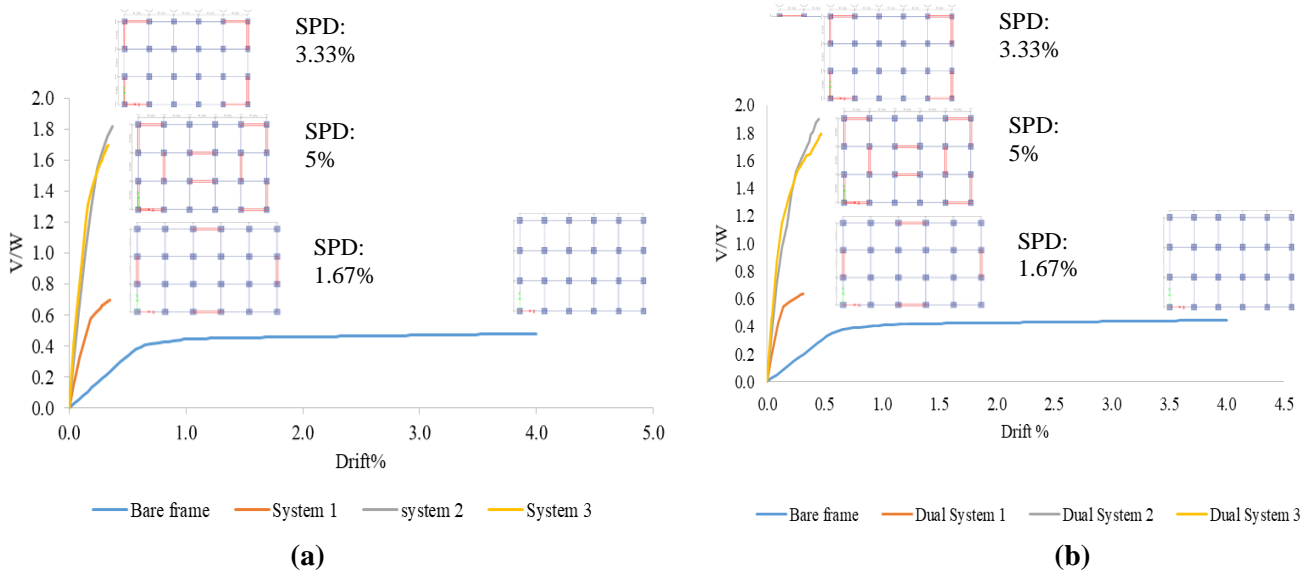 SPD:
3.33%
2.0
1.8
SPD:
5%
1.6
1.4
1.2
1.0
V/W
0.8
SPD:
1.67%
0.6
0.4
0.2
0.0
0.0
1.0
2.0
3.0
4.0
5.0
Drift%
Bare frame
System 1
system 2
System 3
(a)
SPD:
3.33%
2.0
1.8
SPD:
5%
1.6
1.4
1.2
V/W
1.0
SPD:
1.67%
0.8
0.6
0.4
0.2
0.0
0.0
0.5
1.0
1.5
2.0
2.5
3.0
3.5
4.0
4.5
Drift %
Bare frame
Dual System 1
Dual System 2
Dual System 3
(b)